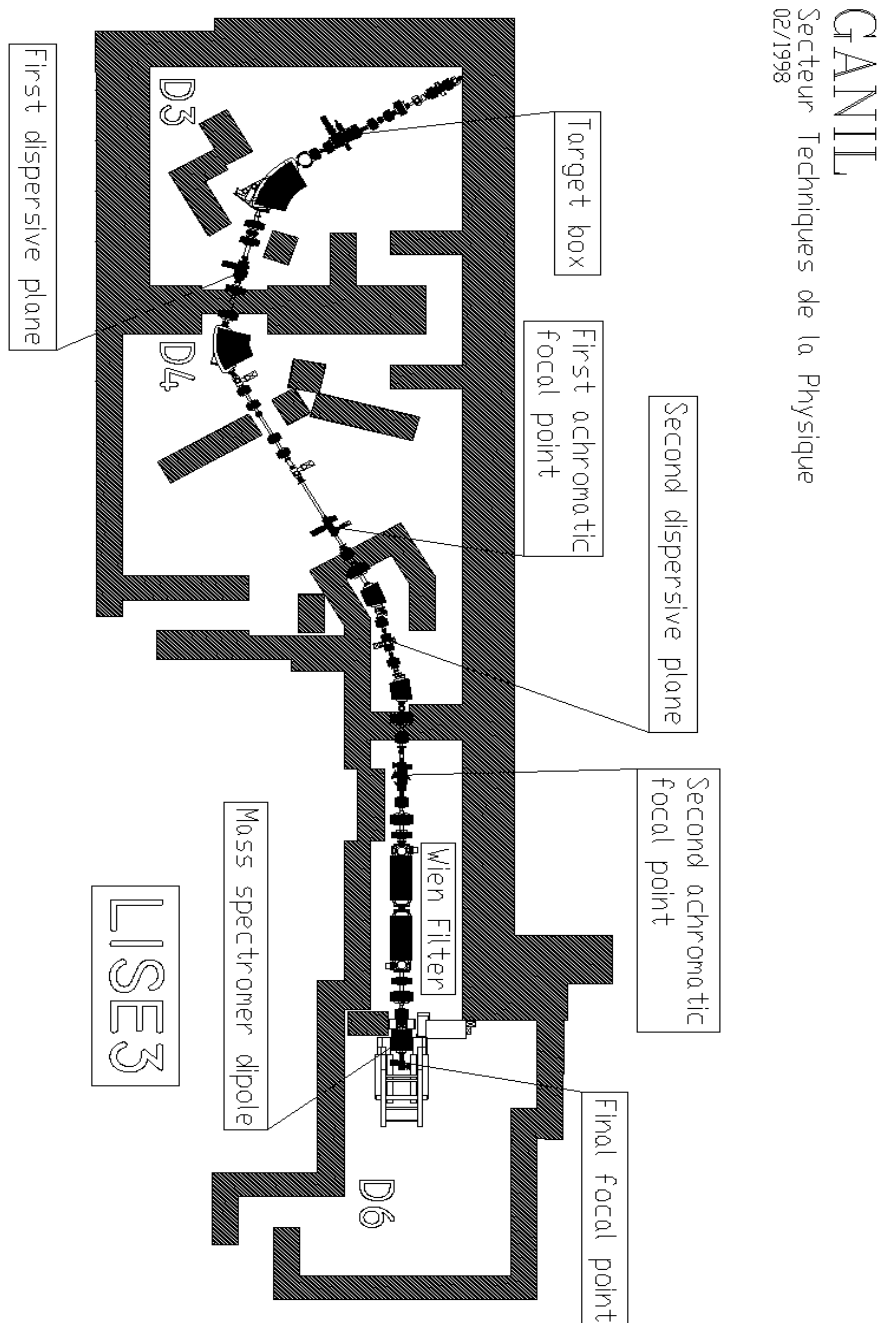 GANIL
Secteur Techniques de la Physique
02/1998
Target box
First achromatic
focal point
Second dispersive plane
Second achromatic
focal point
Final focal point
D3
First dispersive plane
D4
Wien Filter
Mass spectromer dipole
LISE3
D6